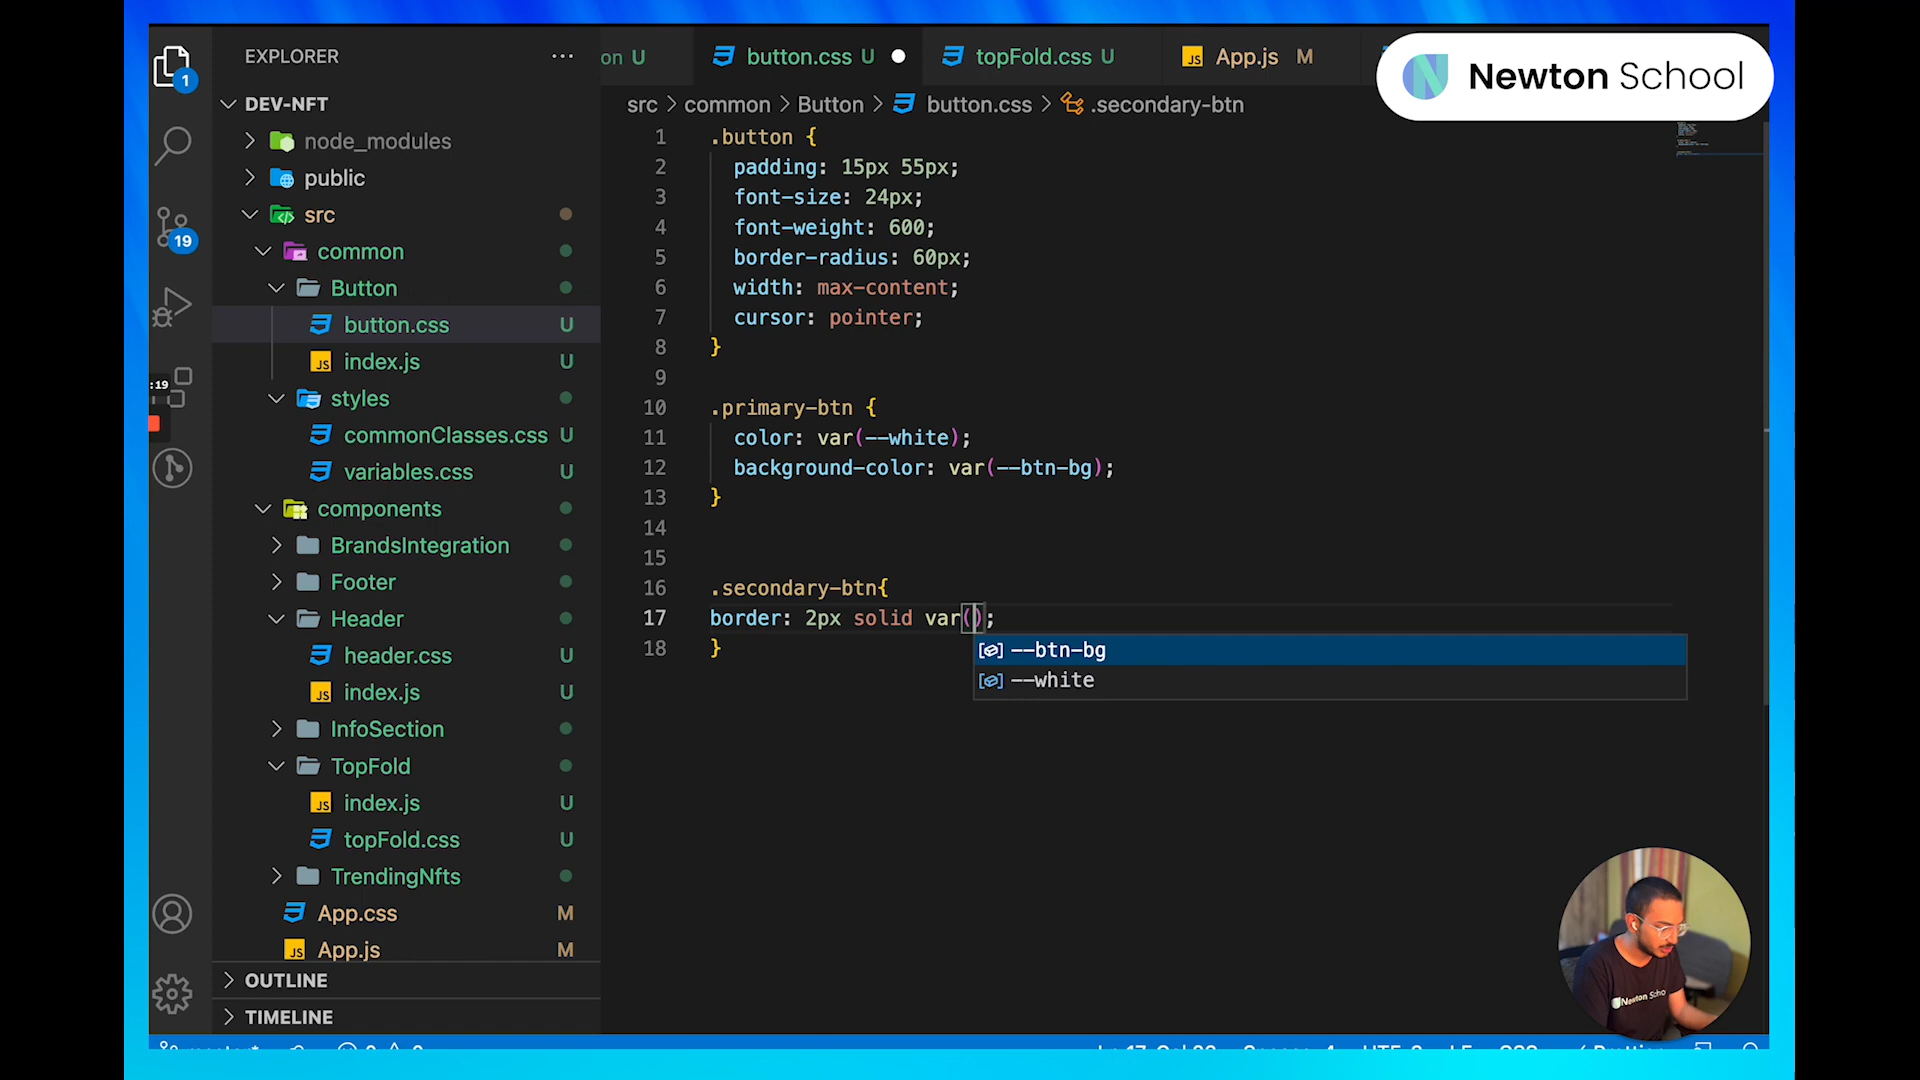 EXPLORER
...
on U
button.css U
topFold.css U
App.js M
Newton School
DEV-NFT
src > common > Button > button.css > .secondary-btn
1
node_modules
public
src
19
common
Button
button.css U
index.js U
:19
styles
commonClasses.css U
variables.css U
components
BrandsIntegration
Footer
Header
header.css U
index.js U
InfoSection
TopFold
index.js U
topFold.css U
TrendingNfts
App.css M
App.js M
OUTLINE
TIMELINE
1 .button {
2 padding: 15px 55px;
3 font-size: 24px;
4 font-weight: 600;
5 border-radius: 60px;
6 width: max-content;
7 cursor: pointer;
8 }
9
10 .primary-btn {
11 color: var(--white);
12 background-color: var(--btn-bg);
13 }
14
15
16 .secondary-btn{
17 border: 2px solid var();
18 }
--btn-bg
--white
Newton Schoo